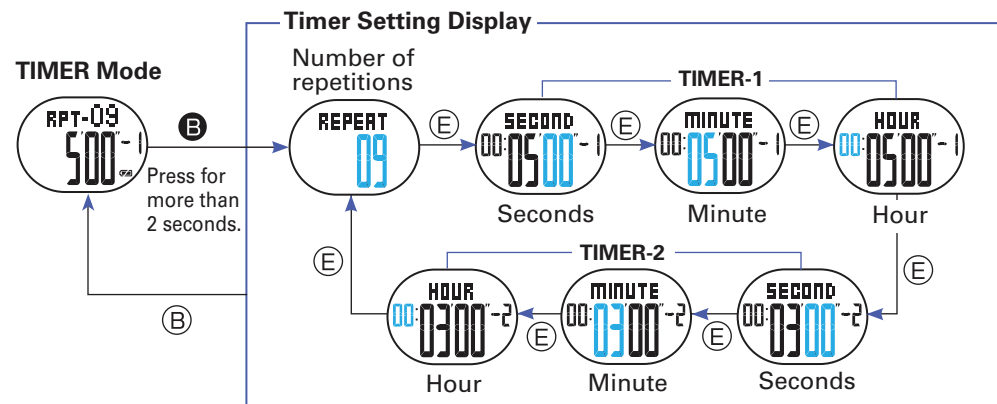 Timer Setting Display
TIMER Mode
RPT-09
5'00"-1
B
Press for
more than
2 seconds.
B
Number of
repetitions
REPEAT
09
E
TIMER-1
SECOND
00:05'00"-1
Seconds
E
MINUTE
00:05'00"-1
Minute
E
HOUR
00:05'00"-1
Hour
E
TIMER-2
SECOND
00:03'00"-2
Seconds
E
MINUTE
00:03'00"-2
Minute
E
HOUR
00:03'00"-2
Hour
E